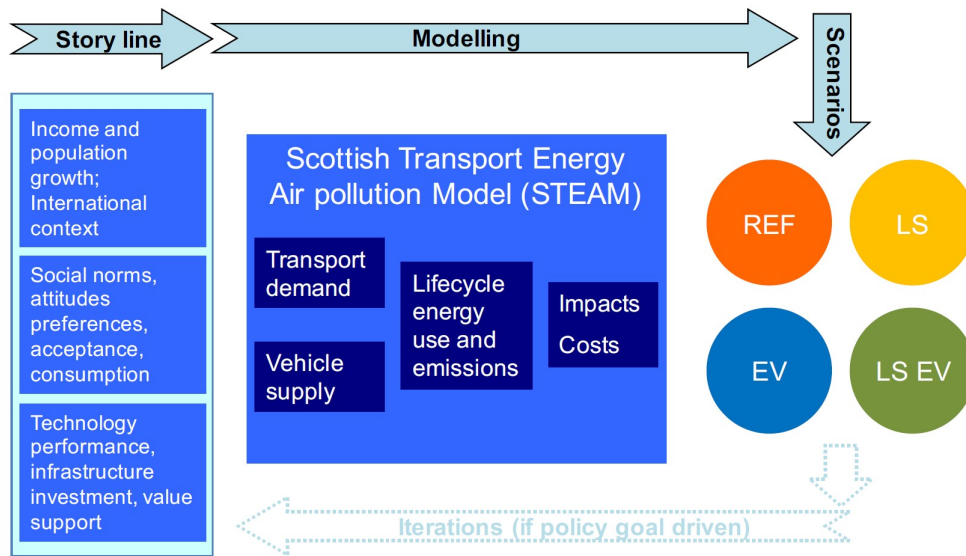 Story line
Modelling
Scenarios
Income and
population
growth;
International
context
Social norms,
attitudes
preferences,
acceptance,
consumption
Technology
performance,
infrastructure
investment, value
support
Scottish Transport Energy
Air pollution Model (STEAM)
Transport
demand
Vehicle
supply
Lifecycle
energy
use and
emissions
Impacts
Costs
REF
LS
EV
LS EV
Iterations (if policy goal driven)